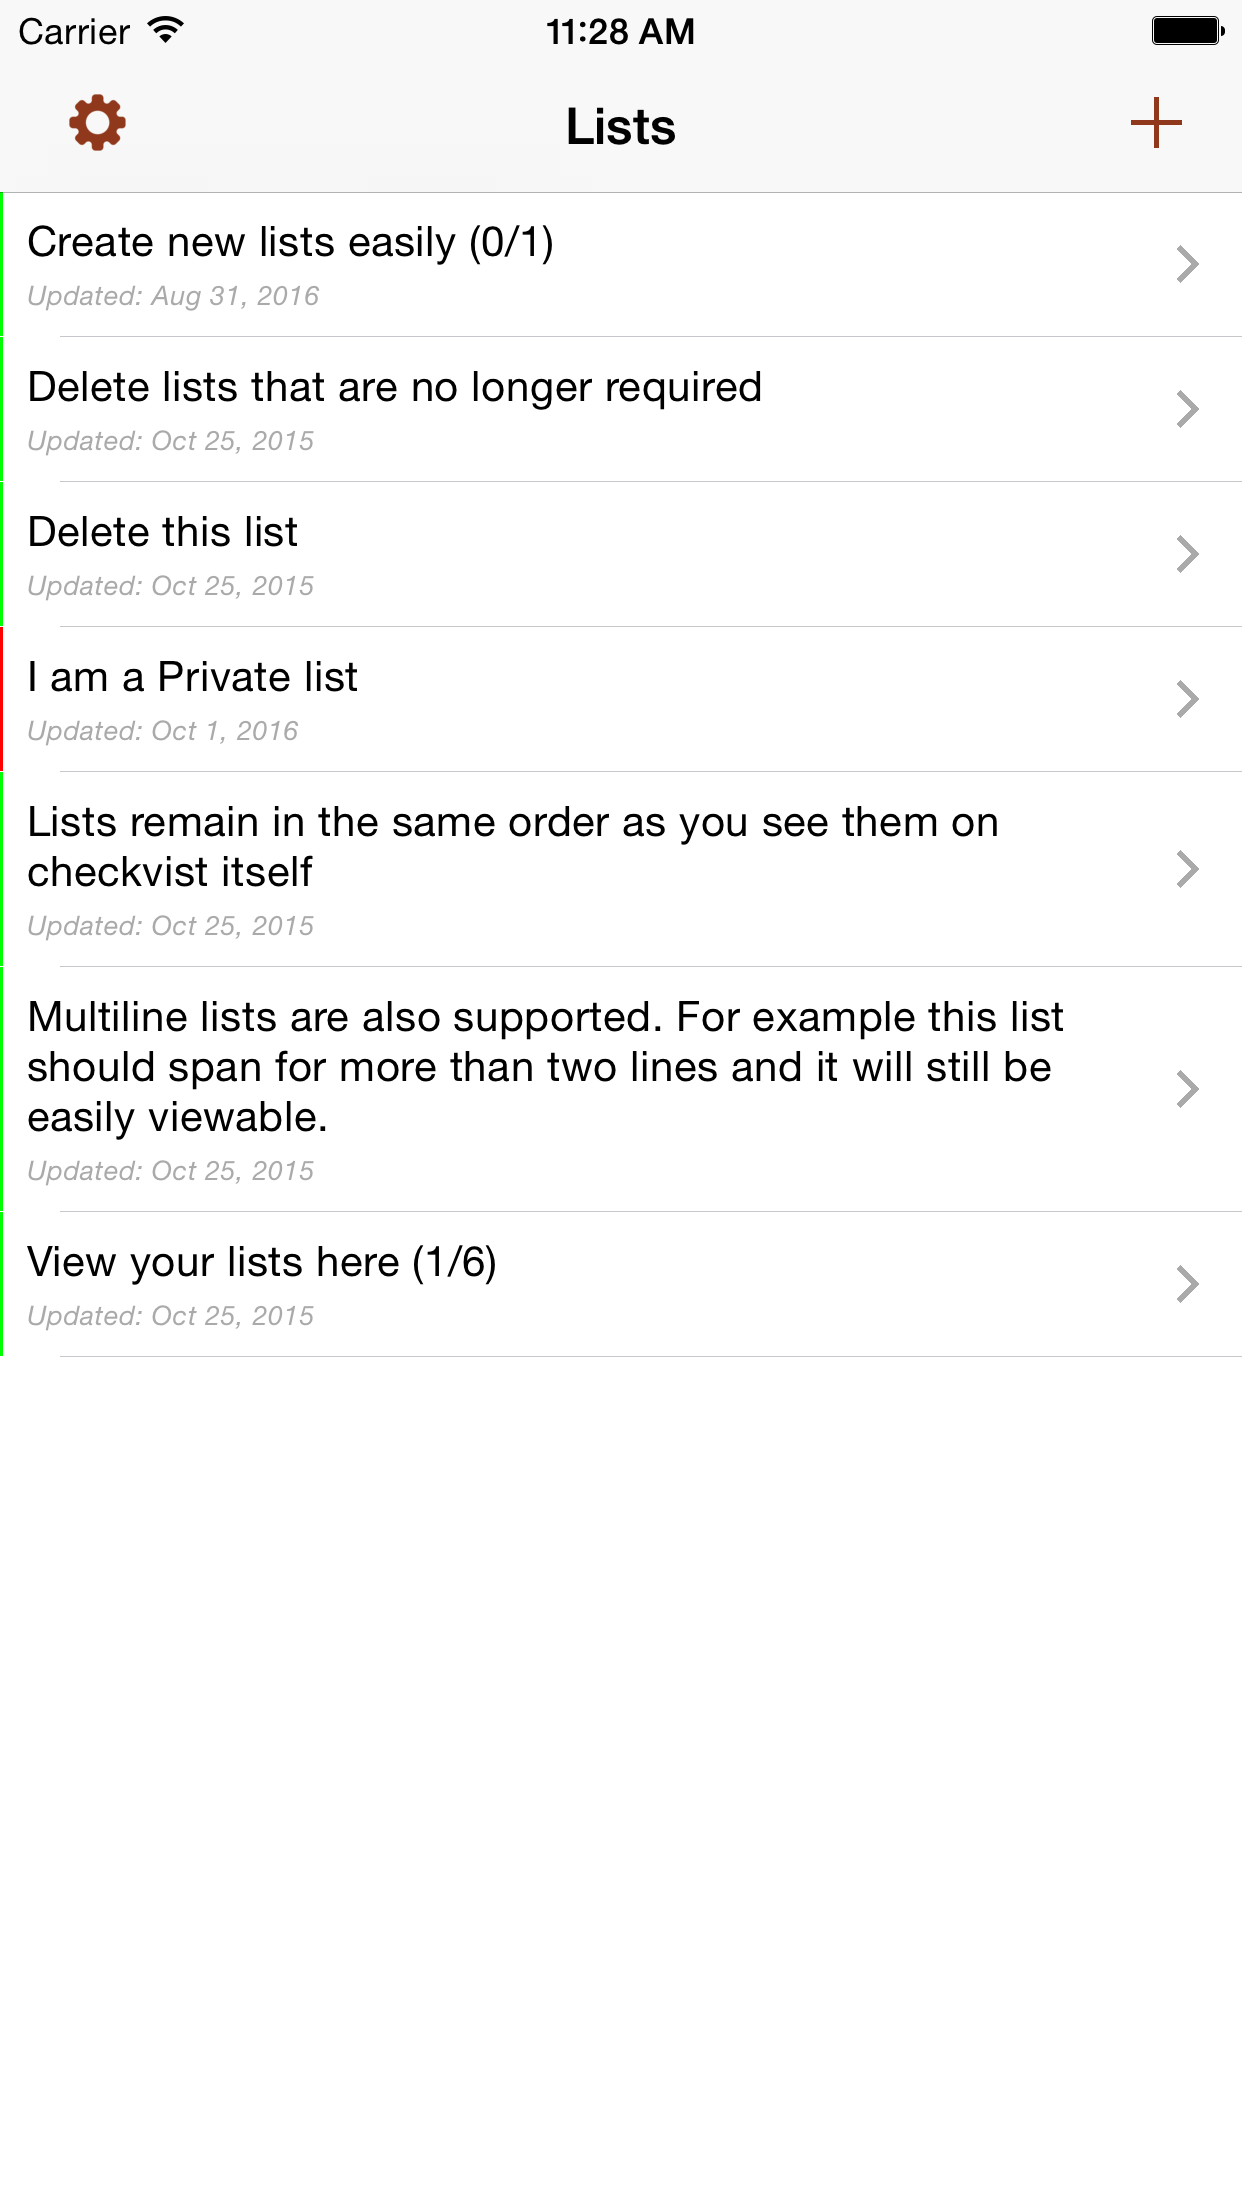 Carrier
11:28 AM
Lists
Create new lists easily (0/1)
Updated: Aug 31, 2016
Delete lists that are no longer required
Updated: Oct 25, 2015
Delete this list
Updated: Oct 25, 2015
I am a Private list
Updated: Oct 1, 2016
Lists remain in the same order as you see them on
checkvist itself
Updated: Oct 25, 2015
Multiline lists are also supported. For example this list
should span for more than two lines and it will still be
easily viewable.
Updated: Oct 25, 2015
View your lists here (1/6)
Updated: Oct 25, 2015